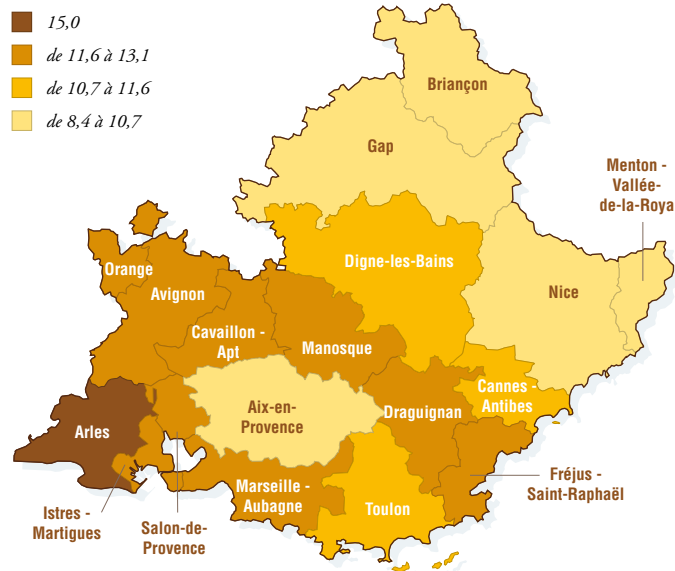 15,0
de 11,6 à 13,1
de 10,7 à 11,6
de 8,4 à 10,7
Briançon
Gap
Menton -
Vallée-
de-la-Roya
Orange
Digne-les-Bains
Avignon
Nice
Cavaillon -
Apt
Manosque
Cannes -
Antibes
Aix-en-
Provence
Draguignan
Arles
Fréjus -
Saint-Raphaël
Marseille -
Aubagne
Toulon
Istres -
Martigues
Salon-de-
Provence